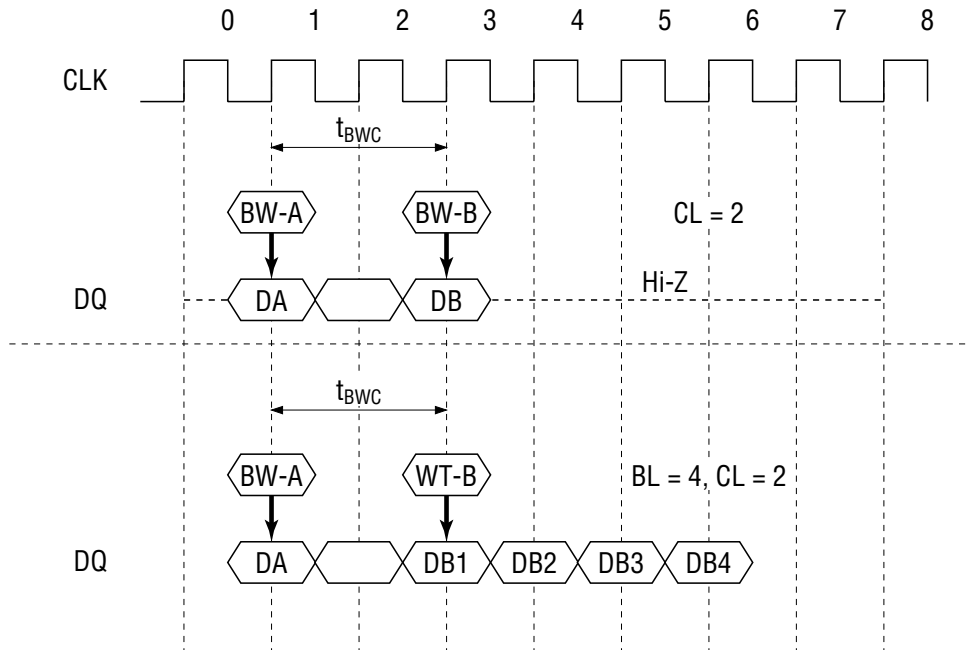 0 1 2 3 4 5 6 7 8
CLK
tBWC
BW-A BW-B CL = 2
DQ DA DB Hi-Z
tBWC
BW-A WT-B BL = 4, CL = 2
DQ DA DB1 DB2 DB3 DB4